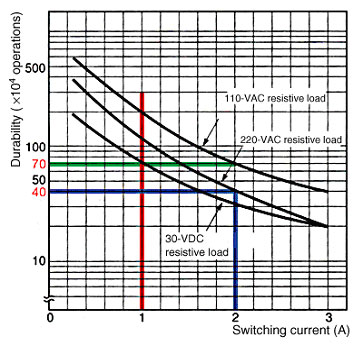 Durability (×10⁴ operations)
500
100
70
50
40
10
0
1
2
3
110-VAC resistive load
220-VAC resistive load
30-VDC
resistive load
Switching current (A)